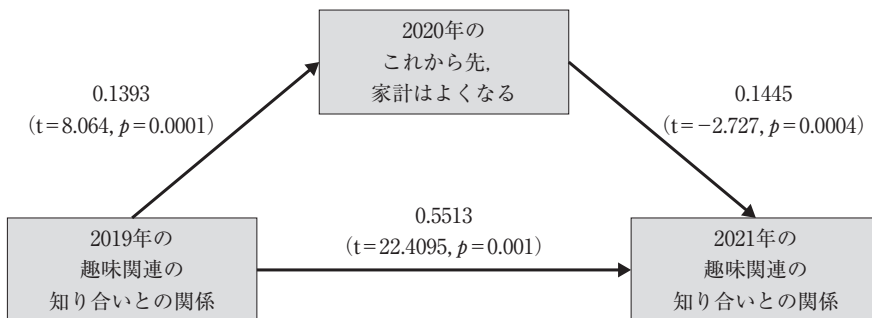 2020年の
これから先，
家計はよくなる
0.1393
(t=8.064, p=0.0001)
0.1445
(t=−2.727, p=0.0004)
0.5513
(t=22.4095, p=0.001)
2019年の
趣味関連の
知り合いとの関係
2021年の
趣味関連の
知り合いとの関係